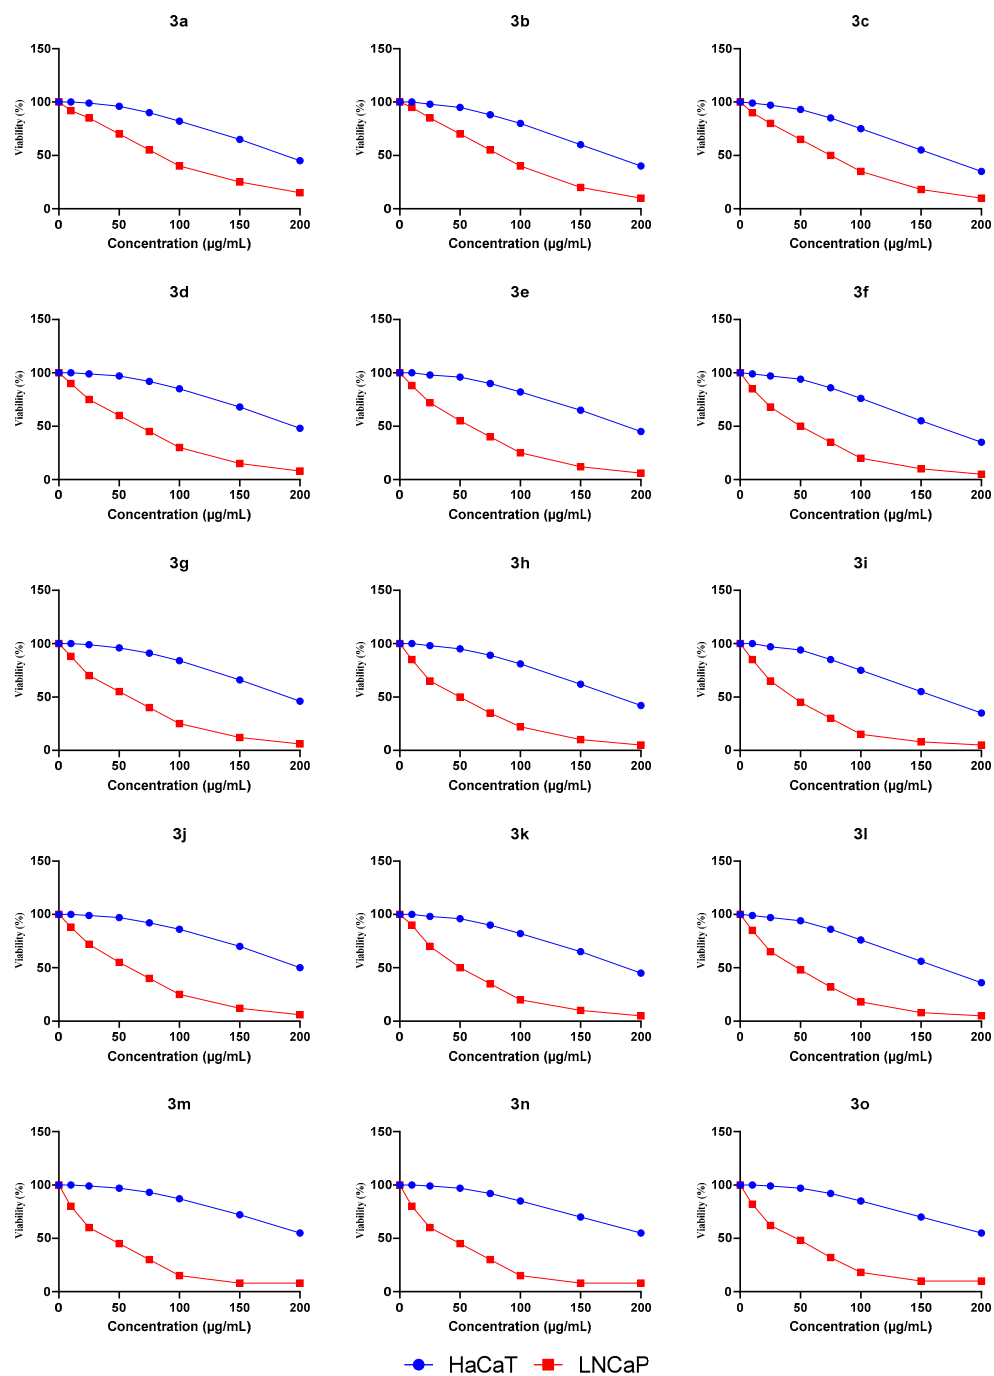 3a 3b 3c
150 150 150
100 100 100
Viability (%) Viability (%) Viability (%)
50 50 50
0 0 0
0 50 100 150 200 0 50 100 150 200 0 50 100 150 200
Concentration (µg/mL) Concentration (µg/mL) Concentration (µg/mL)
3d 3e 3f
150 150 150
100 100 100
Viability (%) Viability (%) Viability (%)
50 50 50
0 0 0
0 50 100 150 200 0 50 100 150 200 0 50 100 150 200
Concentration (µg/mL) Concentration (µg/mL) Concentration (µg/mL)
3g 3h 3i
150 150 150
100 100 100
Viability (%) Viability (%) Viability (%)
50 50 50
0 0 0
0 50 100 150 200 0 50 100 150 200 0 50 100 150 200
Concentration (µg/mL) Concentration (µg/mL) Concentration (µg/mL)
3j 3k 3l
150 150 150
100 100 100
Viability (%) Viability (%) Viability (%)
50 50 50
0 0 0
0 50 100 150 200 0 50 100 150 200 0 50 100 150 200
Concentration (µg/mL) Concentration (µg/mL) Concentration (µg/mL)
3m 3n 3o
150 150 150
100 100 100
Viability (%) Viability (%) Viability (%)
50 50 50
0 0 0
0 50 100 150 200 0 50 100 150 200 0 50 100 150 200
Concentration (µg/mL) Concentration (µg/mL) Concentration (µg/mL)
HaCaT LNCaP